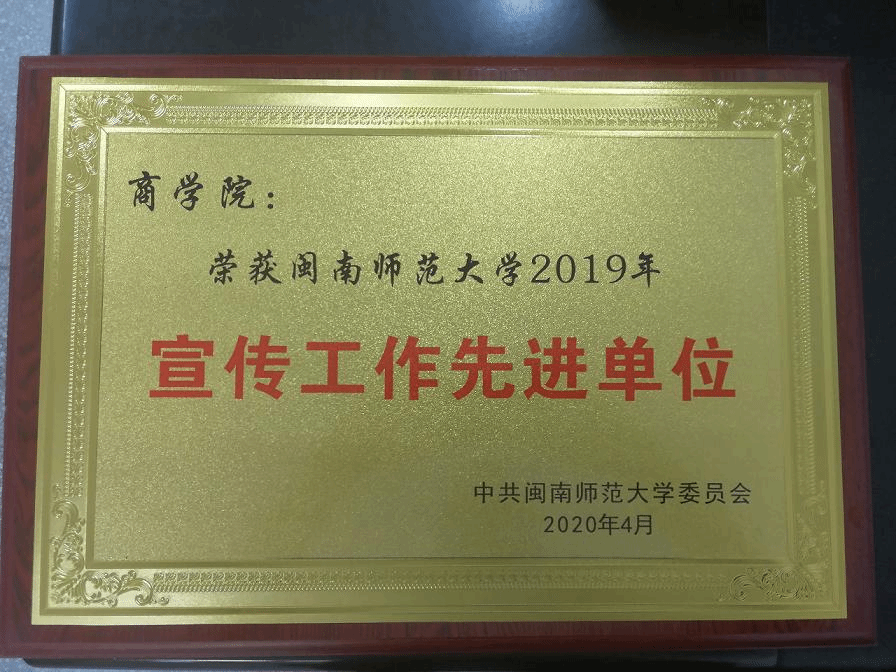 商学院：
荣获闽南师范大学2019年
宣传工作先进单位
中共闽南师范大学委员会
2020年4月